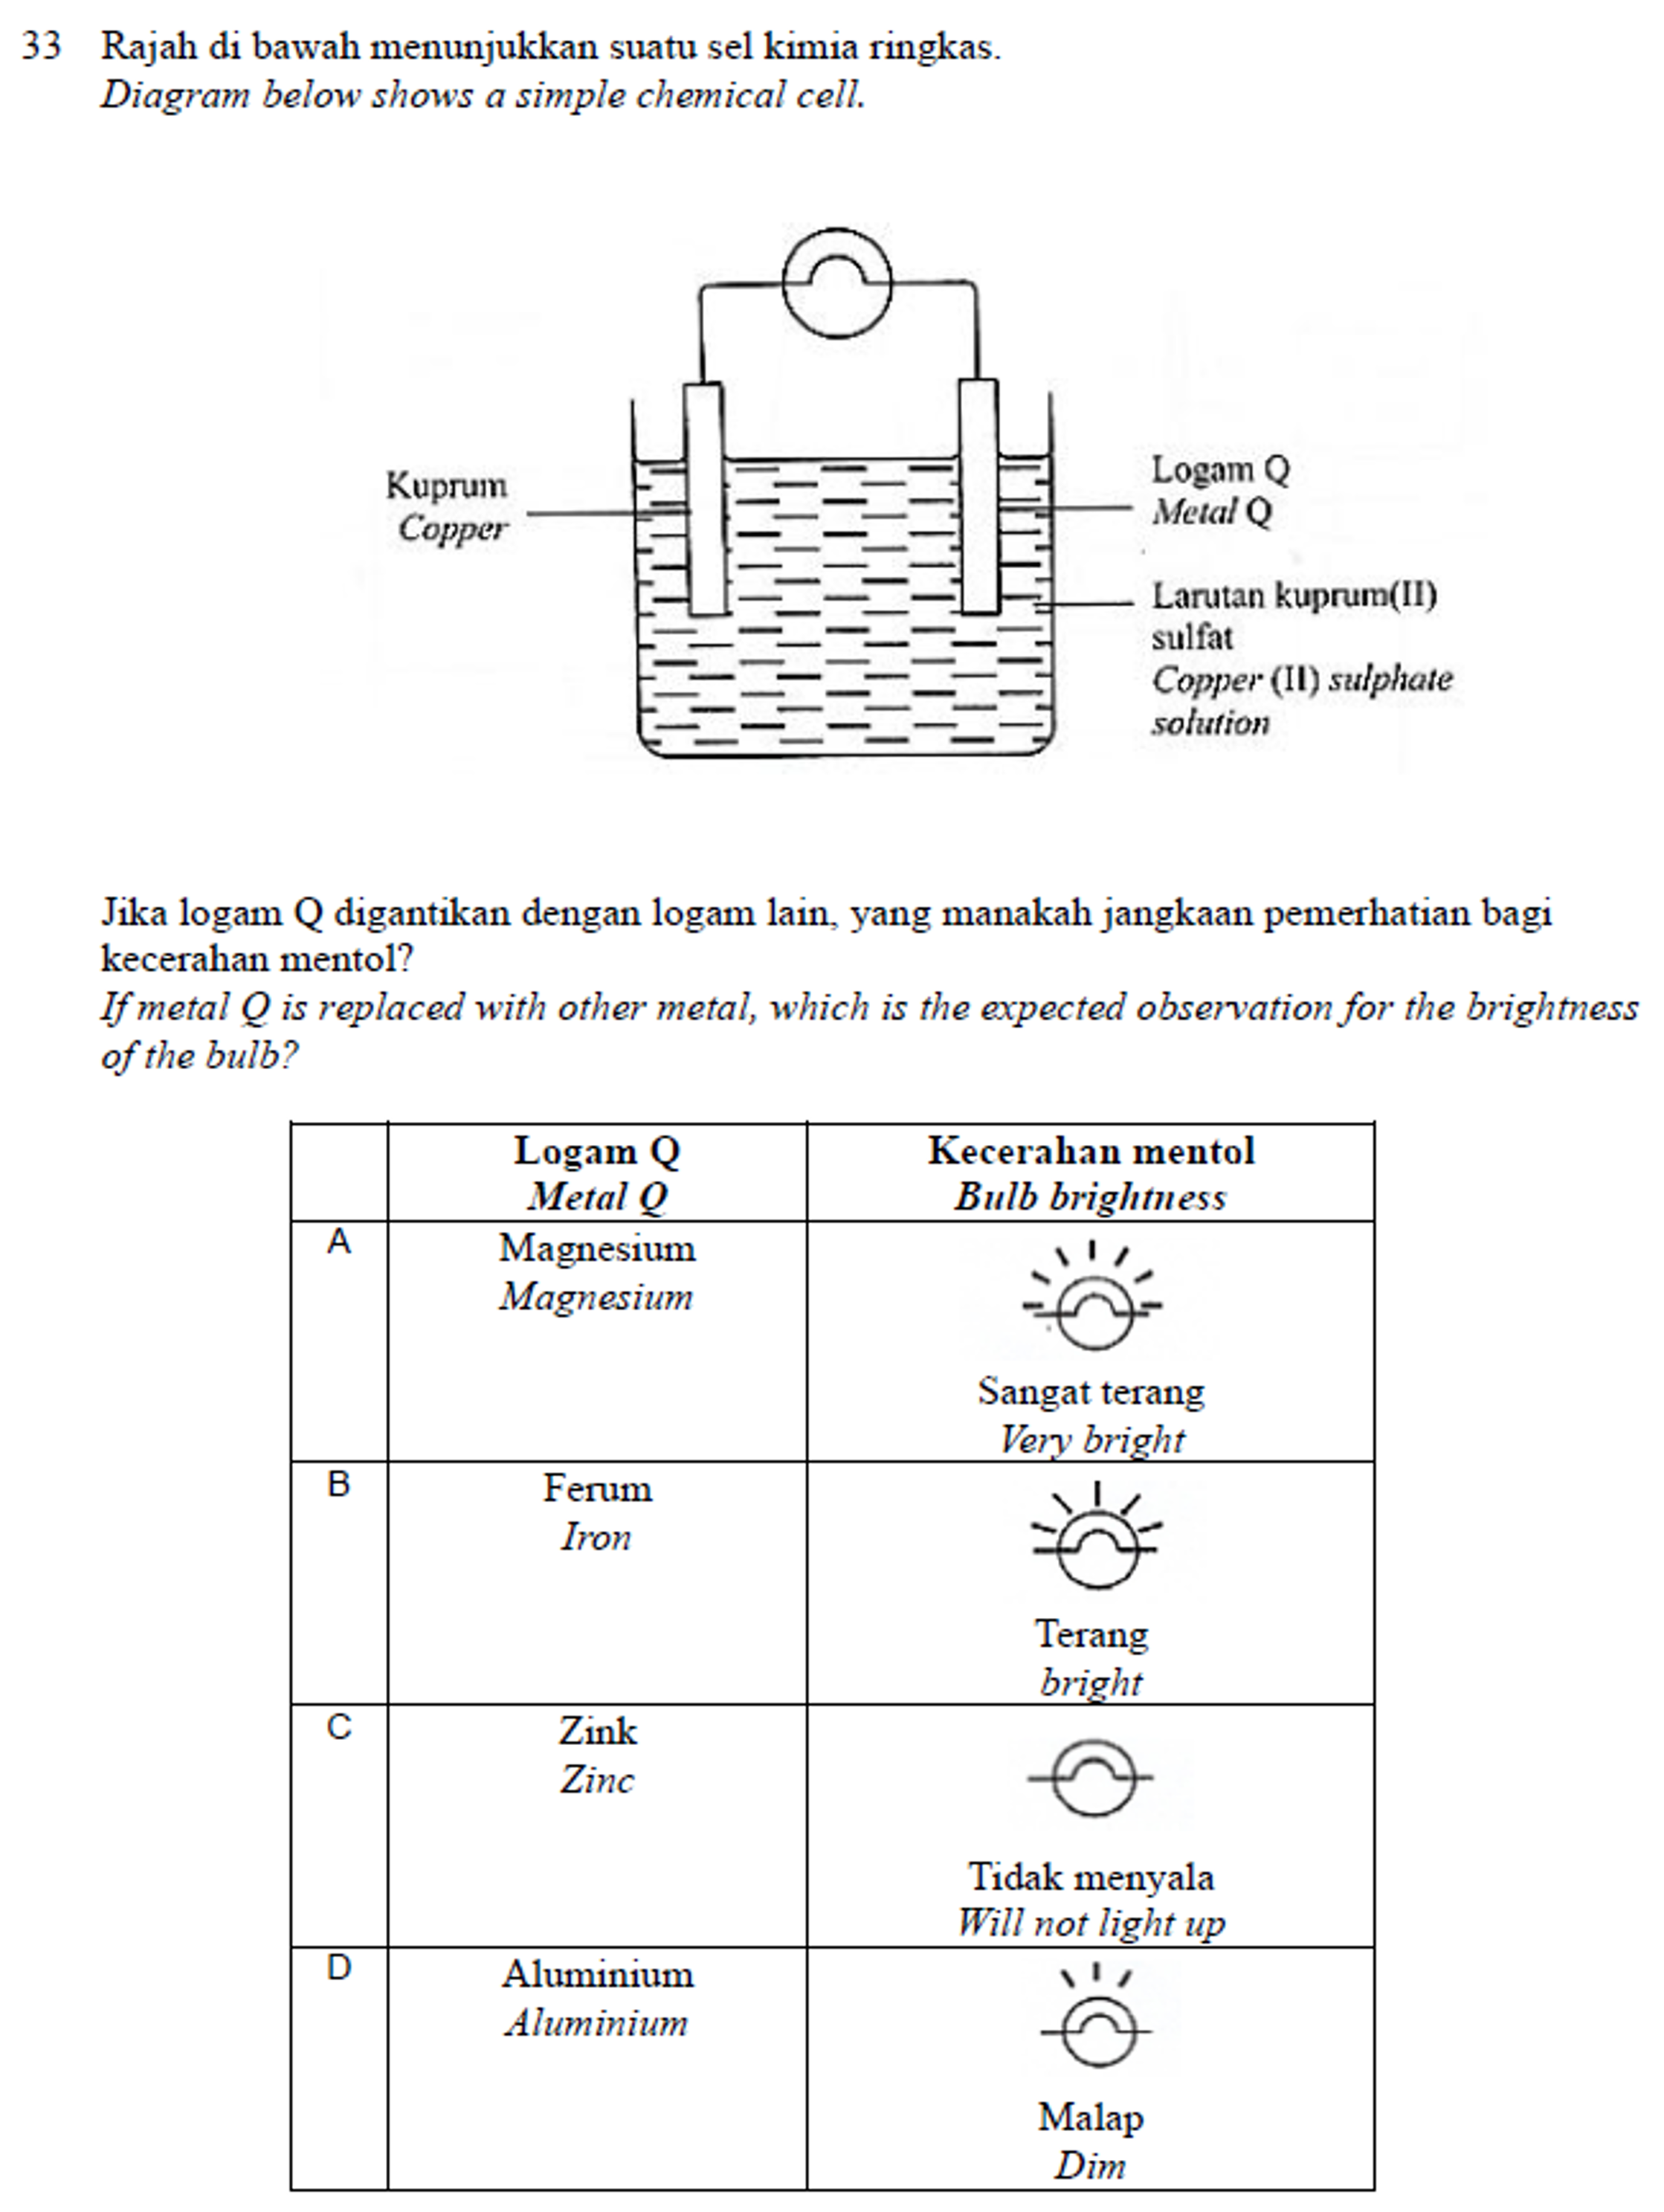 33 Rajah di bawah menunjukkan suatu sel kimia ringkas.
Diagram below shows a simple chemical cell.
Kuprum
Copper
Logam Q
Metal Q
Larutan kuprum(II)
sulfat
Copper (II) sulphate
solution
Jika logam Q digantikan dengan logam lain, yang manakah jangkaan pemerhatian bagi
kecerahan mentol?
If metal Q is replaced with other metal, which is the expected observation for the brightness
of the bulb?
Logam Q
Metal Q
Kecerahan mentol
Bulb brightness
A
Magnesium
Magnesium
Sangat terang
Very bright
B
Ferum
Iron
Terang
bright
C
Zink
Zinc
Tidak menyala
Will not light up
D
Aluminium
Aluminium
Malap
Dim